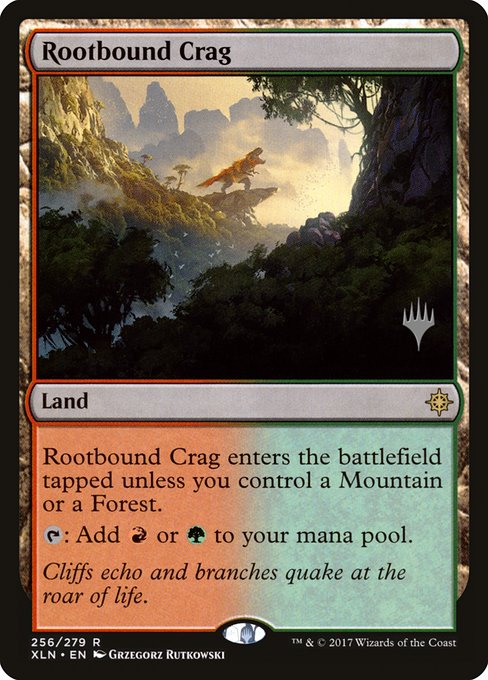 Rootbound Crag
Land
Rootbound Crag enters the battlefield
tapped unless you control a Mountain
or a Forest.
: Add or to your mana pool.
Cliffs echo and branches quake at the
roar of life.
256/279 R
XLN • EN Grzegorz Rutkowski
™ & © 2017 Wizards of the Coast